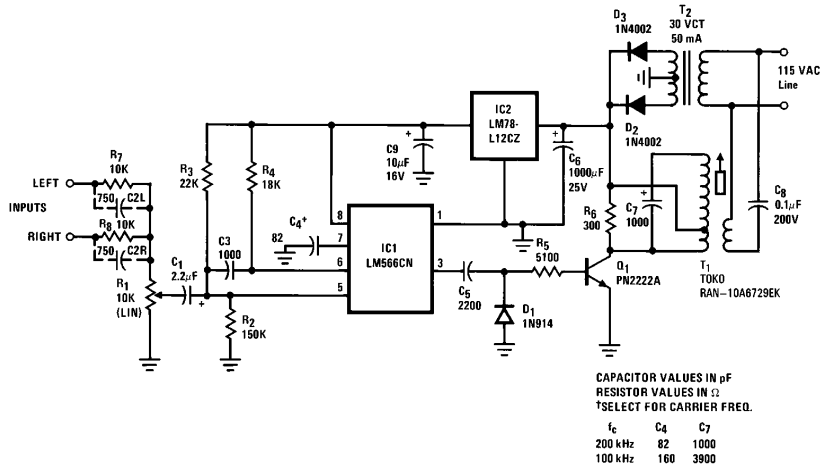 D3
1N4002
T2
30 VCT
50 mA
115 VAC
Line
IC2
LM78-
L12CZ
D2
1N4002
C9
10µF
16V
C6
1000µF
25V
R7
10K
LEFT
750
C2L
INPUTS
R8
10K
RIGHT
750
C2R
R1
10K
(LIN)
C1
2.2µF
R3
22K
R4
18K
C3
1000
R2
150K
C4+
82
8
7
6
5
1
3
IC1
LM566CN
C5
2200
D1
1N914
R5
5100
R6
300
C7
1000
Q1
PN2222A
C8
0.1µF
200V
T1
TOKO
RAN–10A6729EK
CAPACITOR VALUES IN pF
RESISTOR VALUES IN Ω
†SELECT FOR CARRIER FREQ.
fc C4 C7
200 kHz 82 1000
100 kHz 160 3900